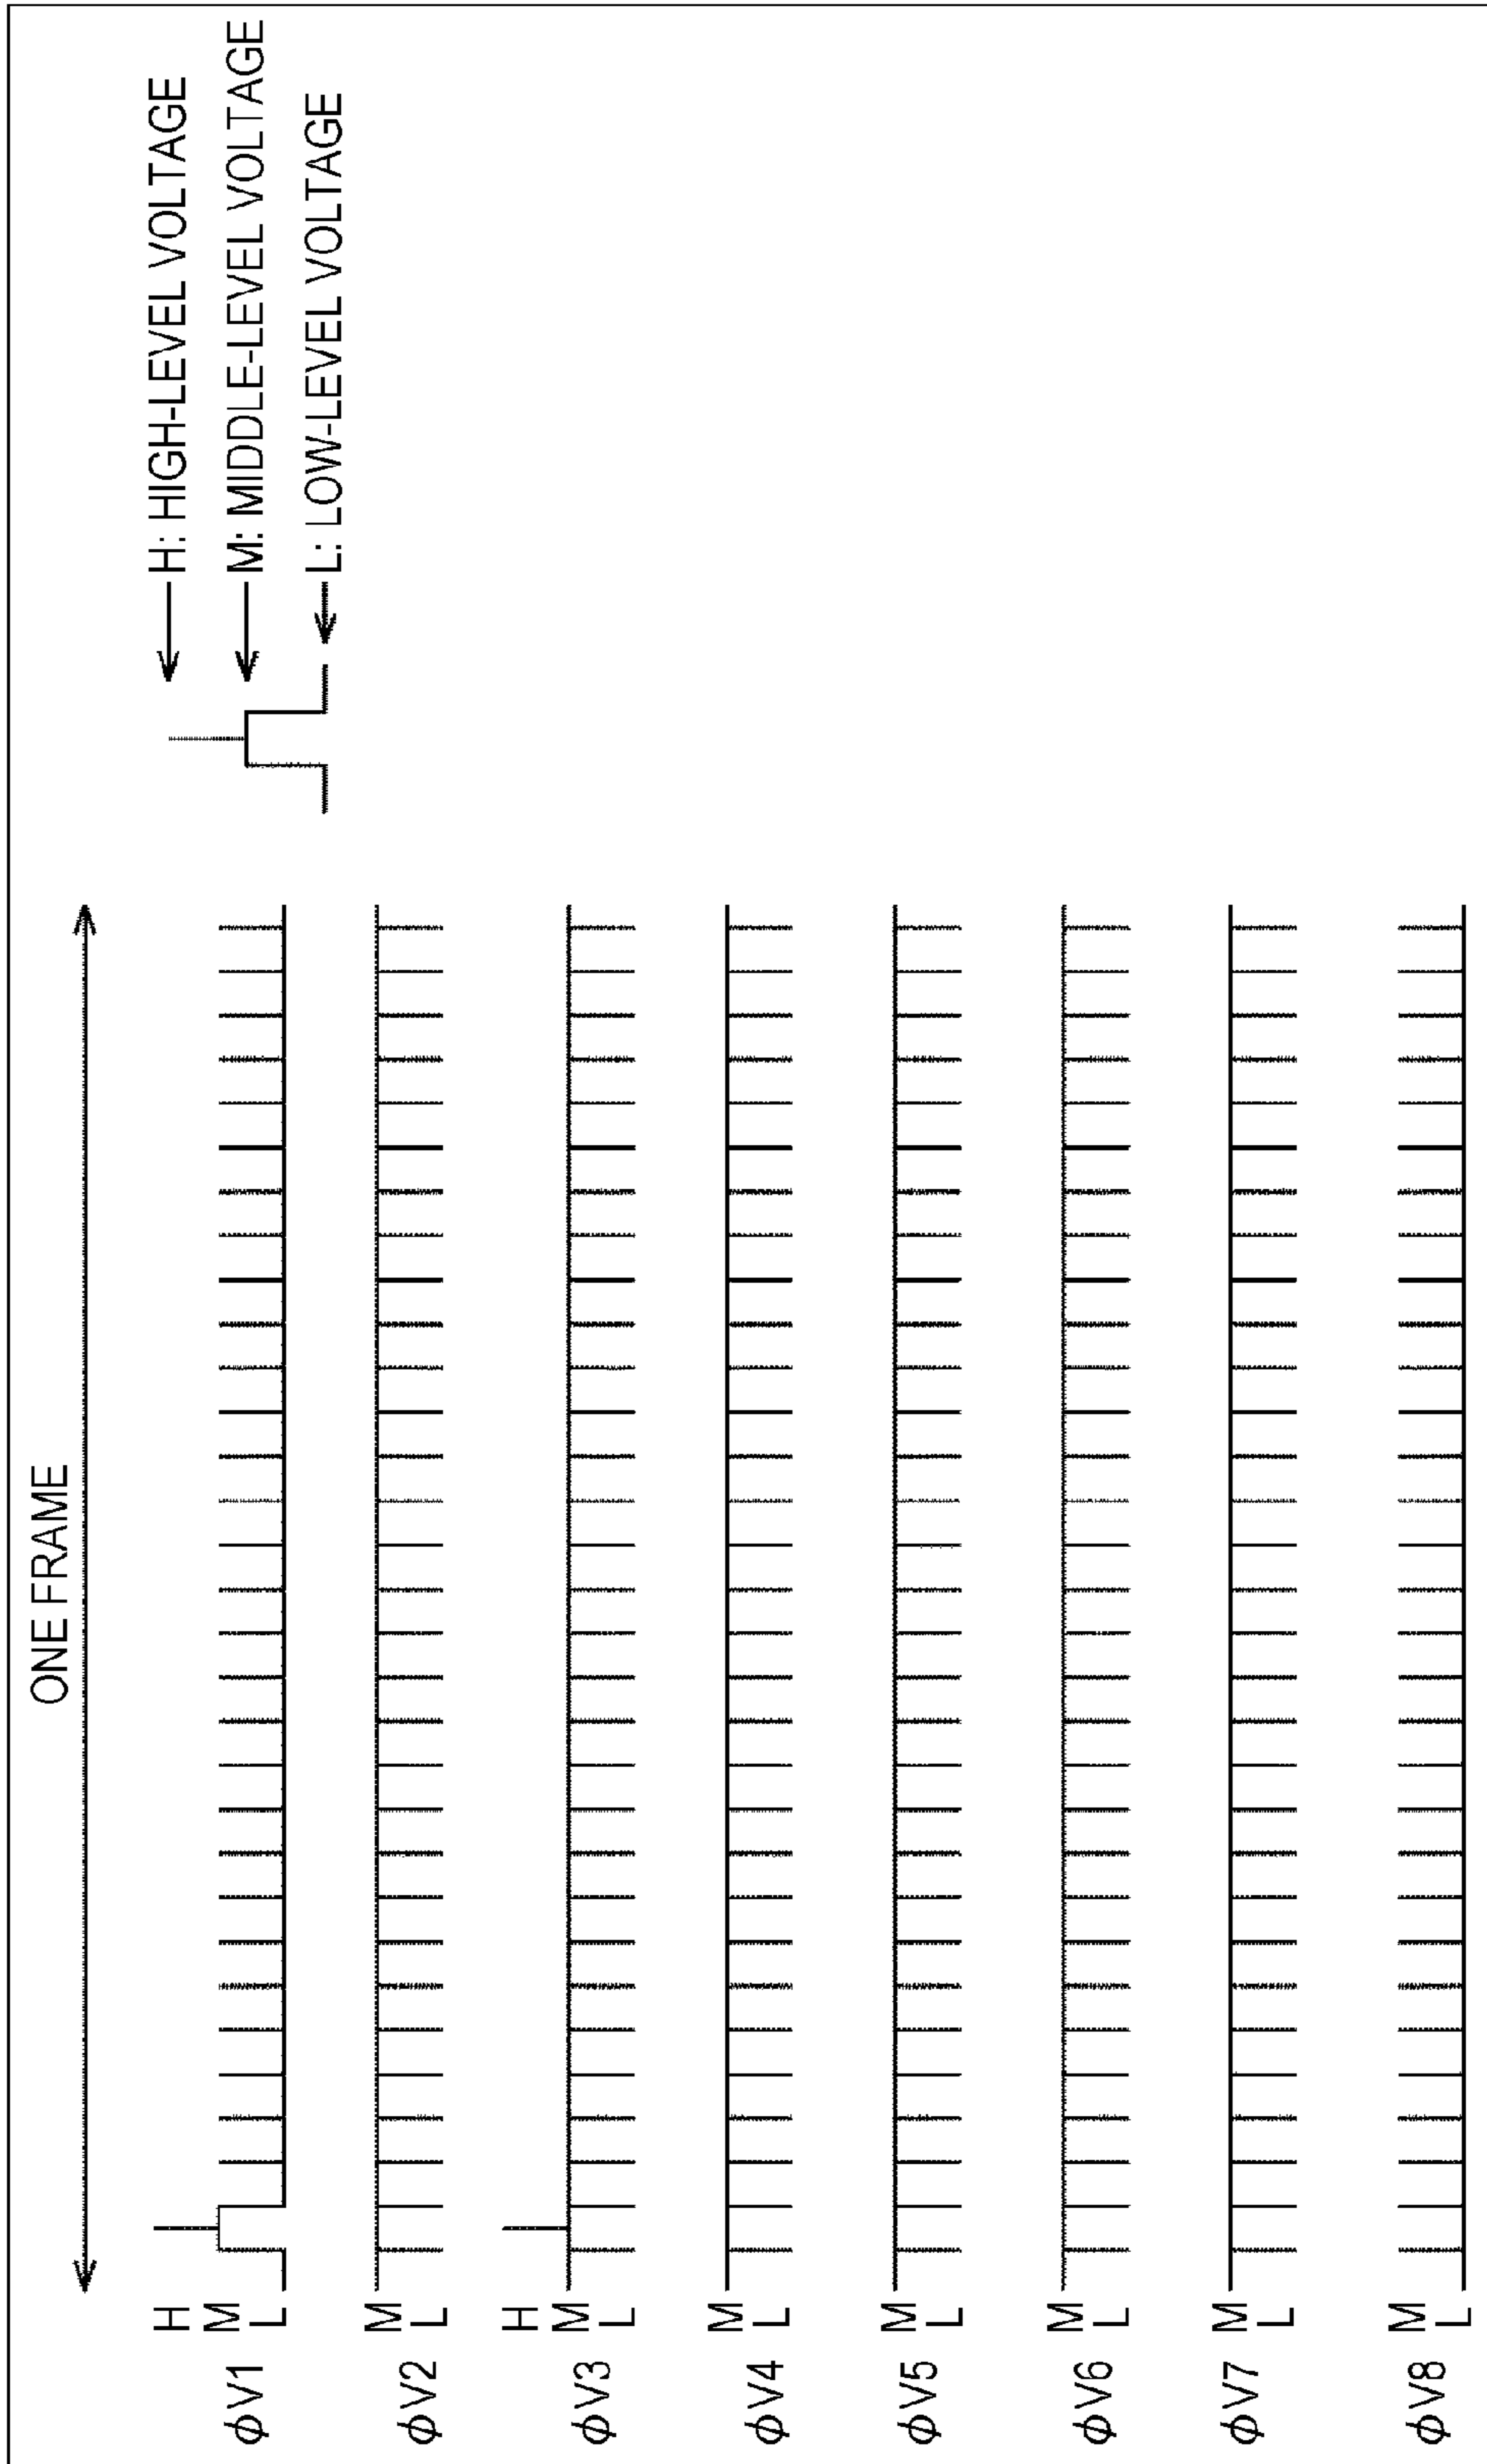 ONE FRAME
H: HIGH-LEVEL VOLTAGE
M: MIDDLE-LEVEL VOLTAGE
L: LOW-LEVEL VOLTAGE
H
φV1 M
L
φV2 M
L
H
φV3 M
L
φV4 M
L
φV5 M
L
φV6 M
L
φV7 M
L
φV8 M
L